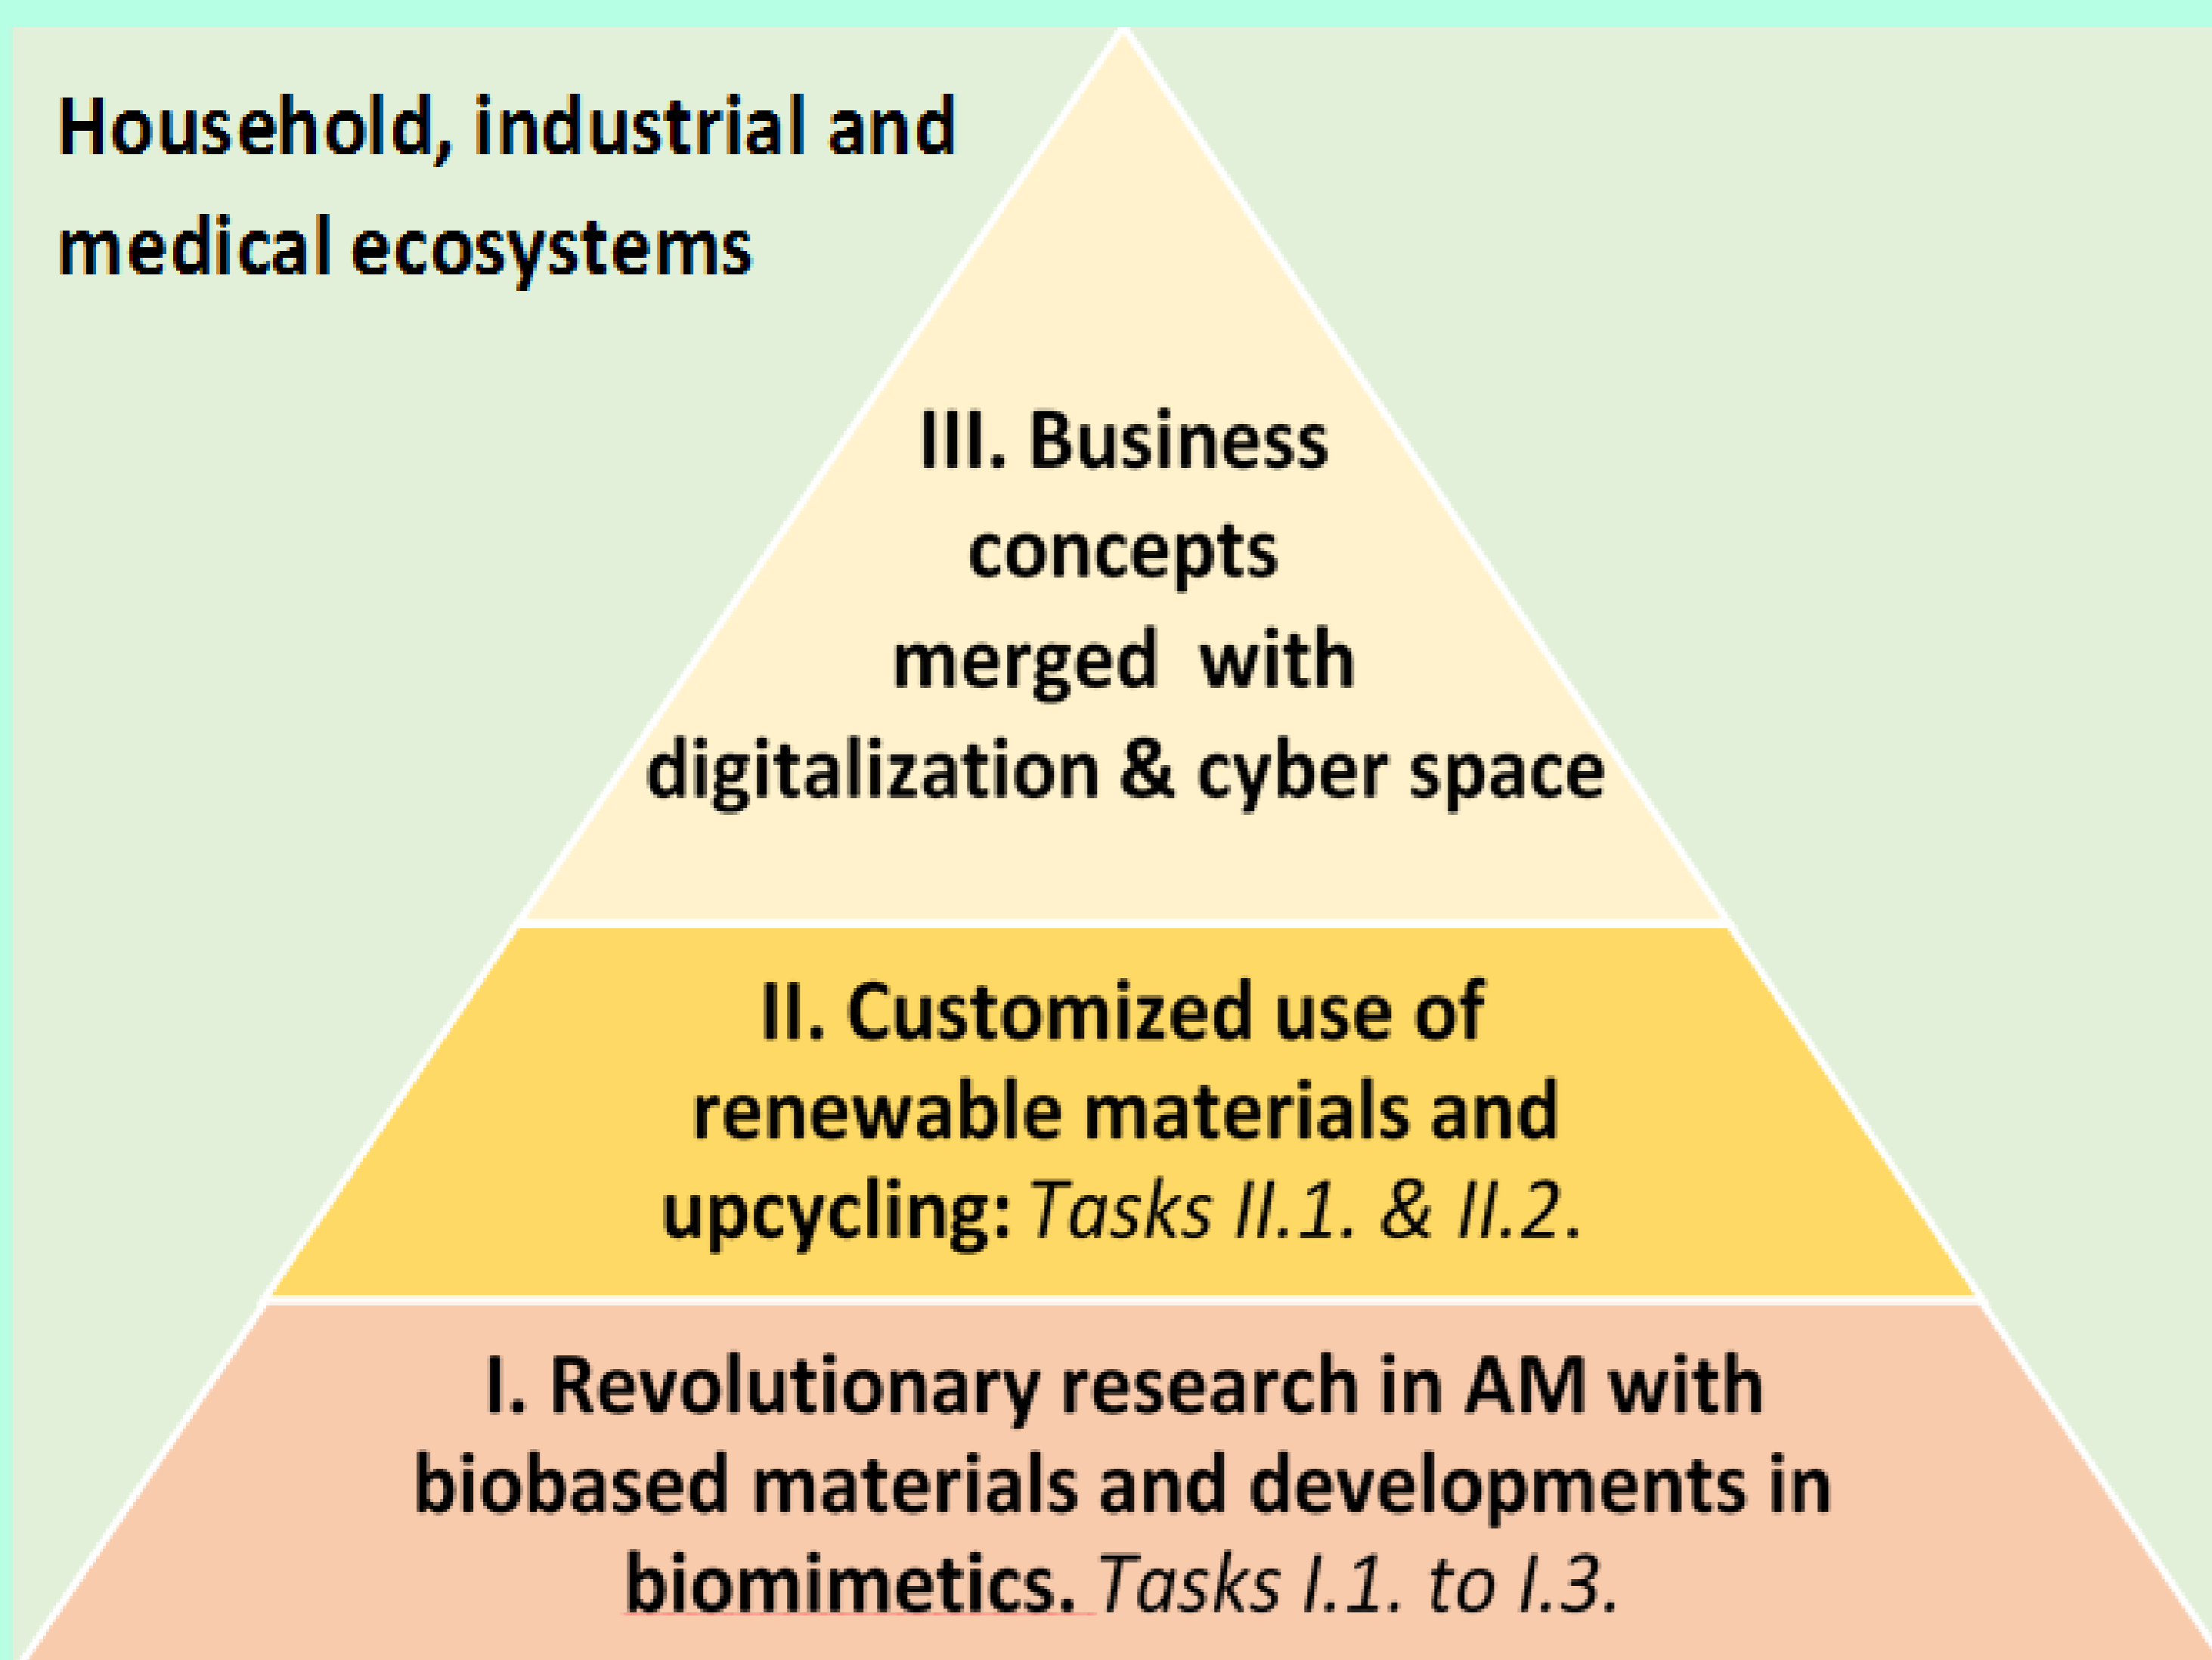 Household, industrial and
medical ecosystems
III. Business
concepts
merged  with
digitalization & cyber space
II. Customized use of
renewable materials and
upcycling: Tasks II.1. & II.2.
I. Revolutionary research in AM with
biobased materials and developments in
biomimetics. Tasks I.1. to I.3.